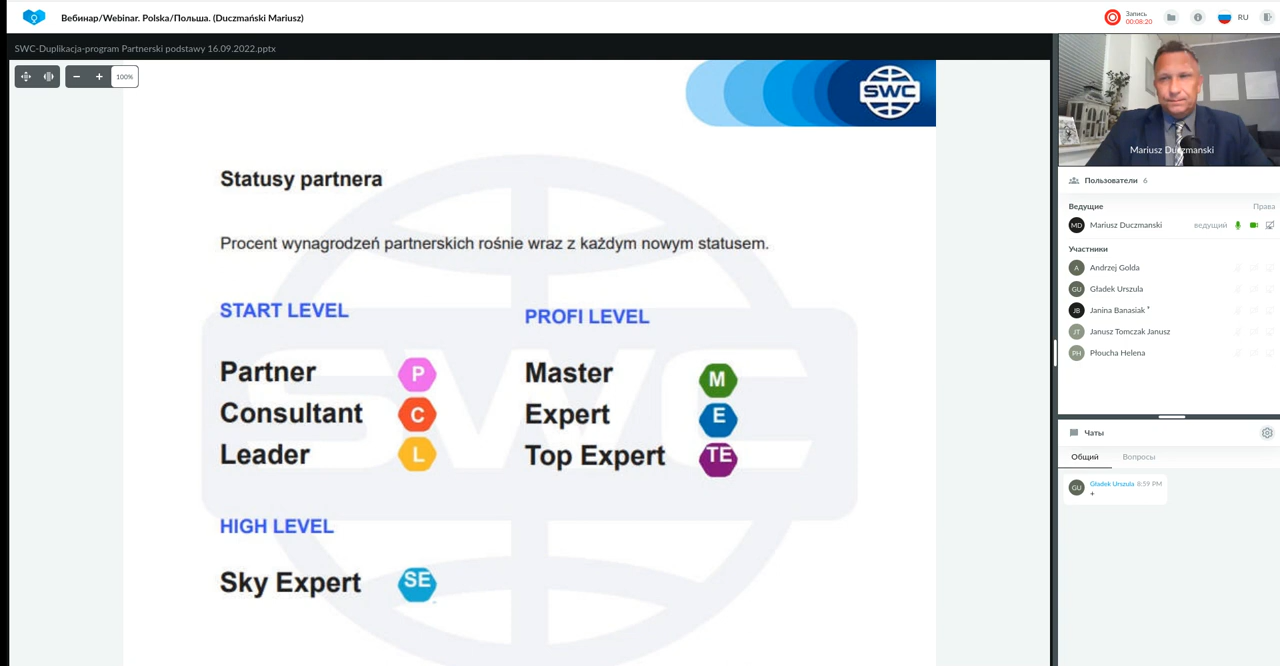 Вебинар/Webinar. Polska/Польша. (Duczmański Mariusz)
Запись
00:08:20
RU
SWC-Duplikacja-program Partnerski podstawy 16.09.2022.pptx
100%
SWC
Statusy partnera
Procent wynagrodzeń partnerskich rośnie wraz z każdym nowym statusem.
START LEVEL
Partner P
Consultant C
Leader L
PROFI LEVEL
Master M
Expert E
Top Expert TE
HIGH LEVEL
Sky Expert SE
SWC
Mariusz Duczmanski
Пользователи 6
Ведущие Права
MD Mariusz Duczmanski ведущий
Участники
A Andrzej Golda
GU Gładek Urszula
JB Janina Banasiak *
JT Janusz Tomczak Janusz
PH Płoucha Helena
Чаты
Общий Вопросы
GU Gładek Urszula 8:59 PM
+